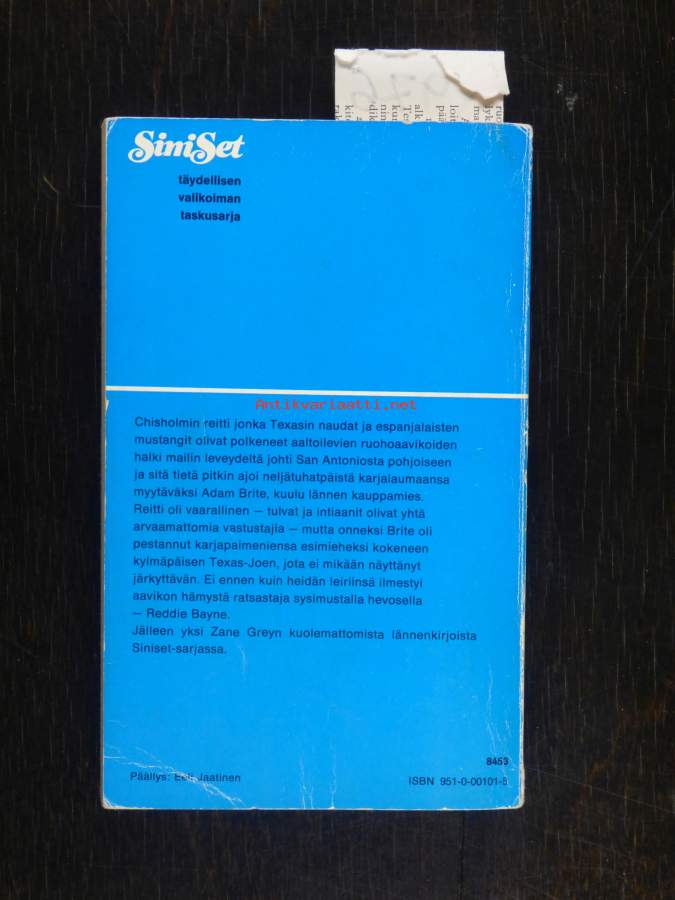 SiniSet
täydellisen
valikoiman
taskusarja
Antikvariaatti.net
Chisholmin reitti jonka Texasin naudat ja espanjalaisten
mustangit olivat polkeneet aaltoilevien ruohoaavikoiden
halki mailin leveydeltä johti San Antoniosta pohjoiseen
ja sitä tietä pitkin ajoi neljätuhatpäistä karjalaumaansa
myytäväksi Adam Brite, kuulu lännen kauppamies.
Reitti oli vaarallinen — tulvat ja intiaanit olivat yhtä
arvaamattomia vastustajia — mutta onneksi Brite oli
pestannut karjapaimeniensa esimieheksi kokeneen
kylmäpäisen Texas-Joen, jota ei mikään näyttänyt
järkyttävän. Ei ennen kuin heidän leiriinsä ilmestyi
aavikon hämystä ratsastaja sysimustalla hevosella
— Reddie Bayne.
Jälleen yksi Zane Greyn kuolemattomista lännenkirjoista
Siniset-sarjassa.
8453
Päällys: Eeli Jaatinen
ISBN 951-0-00101-5